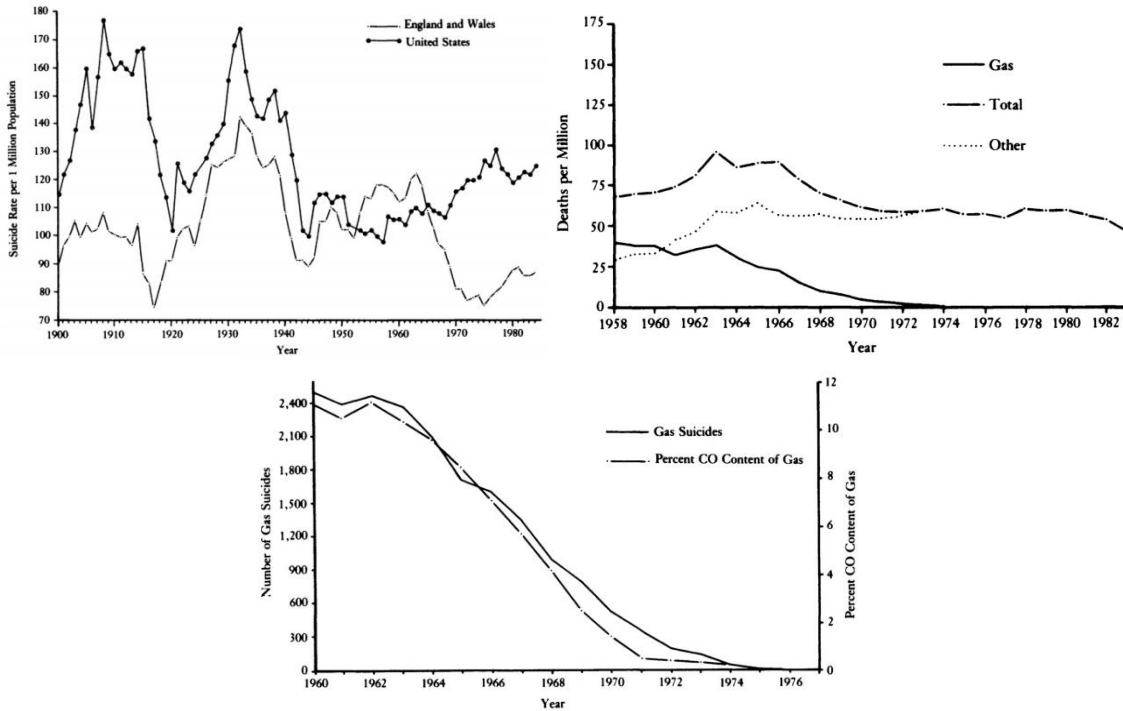 180
170
160
150
140
130
120
110
100
90
80
70
Suicide Rate per 1 Million Population
England and Wales
United States
1900 1910 1920 1930 1940 1950 1960 1970 1980
Year
175
150
125
100
75
50
25
0
Deaths per Million
Gas
Total
Other
1958 1960 1962 1964 1966 1968 1970 1972 1974 1976 1978 1980 1982
Year
2,400
2,100
1,800
1,500
1,200
900
600
300
0
Number of Gas Suicides
Gas Suicides
Percent CO Content of Gas
12
10
8
6
4
2
0
Percent CO Content of Gas
1960 1962 1964 1966 1968 1970 1972 1974 1976
Year